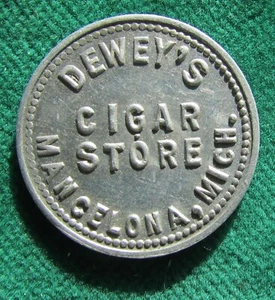 DEWEY'S
CIGAR
STORE
MANCELONA, MICH.